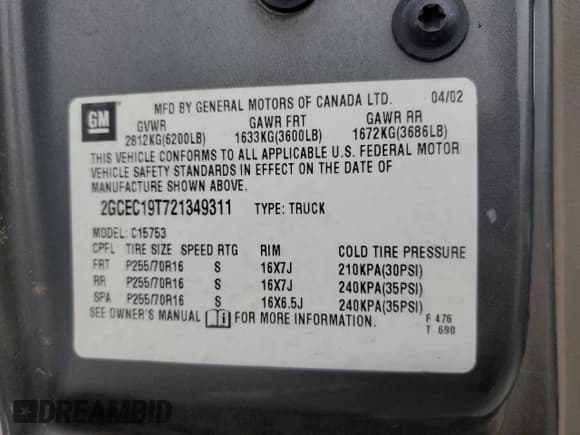 GM
MFD BY GENERAL MOTORS OF CANADA LTD. 04/02
GVWR GAWR FRT GAWR RR
2812KG(6200LB) 1633KG(3600LB) 1672KG(3686LB)
THIS VEHICLE CONFORMS TO ALL APPLICABLE U.S. FEDERAL MOTOR
VEHICLE SAFETY STANDARDS IN EFFECT ON THE DATE OF
MANUFACTURE SHOWN ABOVE.
2GCEC19T721349311 TYPE: TRUCK
MODEL: C15753
CPFL TIRE SIZE SPEED RTG RIM COLD TIRE PRESSURE
FRT P255/70R16 S 16X7J 210KPA(30PSI)
RR P255/70R16 S 16X7J 240KPA(35PSI)
SPA P255/70R16 S 16X6.5J 240KPA(35PSI)
SEE OWNER'S MANUAL FOR MORE INFORMATION.
F 476
T 690
DREAMBID